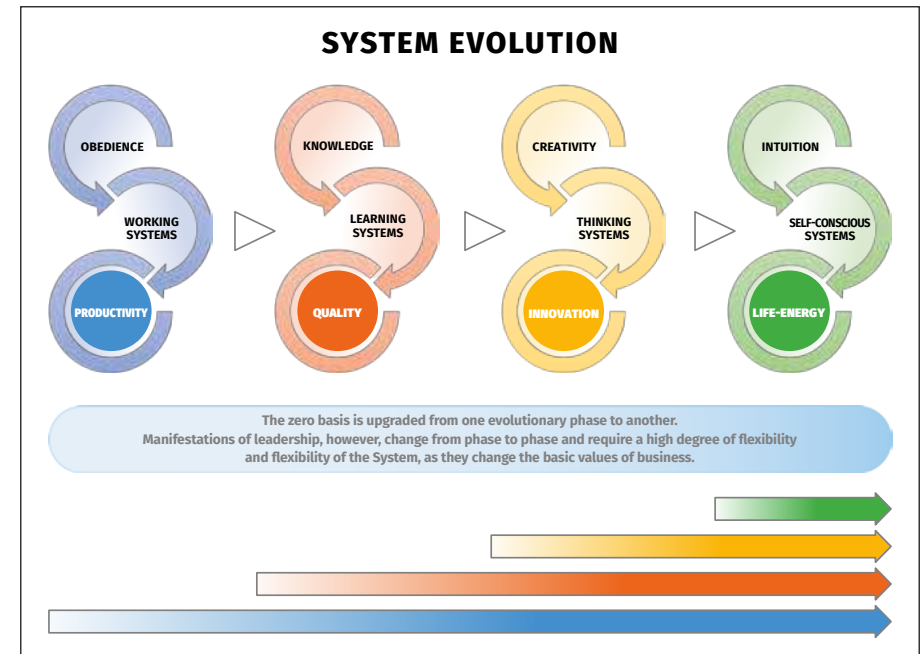 SYSTEM EVOLUTION
OBEDIENCE
WORKING
SYSTEMS
PRODUCTIVITY
KNOWLEDGE
LEARNING
SYSTEMS
QUALITY
CREATIVITY
THINKING
SYSTEMS
INNOVATION
INTUITION
SELF-CONSCIOUS
SYSTEMS
LIFE-ENERGY
The zero basis is upgraded from one evolutionary phase to another.
Manifestations of leadership, however, change from phase to phase and require a high degree of flexibility
and flexibility of the System, as they change the basic values of business.